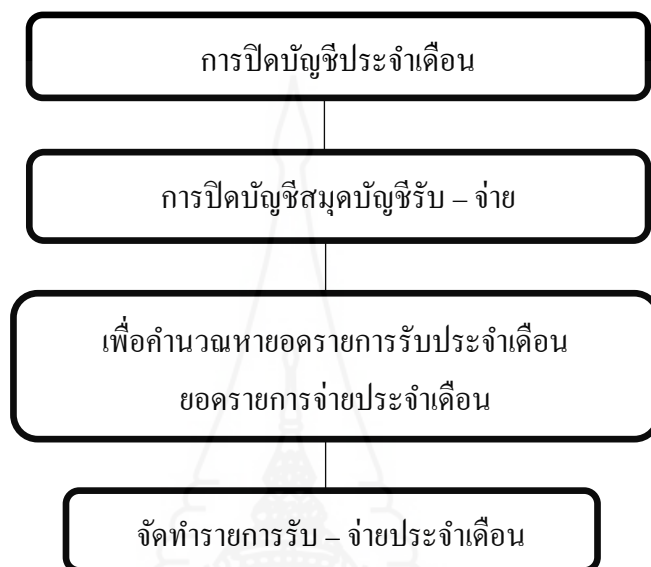 การปิดบัญชีประจำเดือน
การปิดบัญชีสมุดบัญชีรับ – จ่าย
เพื่อคำนวณหายอดรายการรับประจำเดือน
ยอดรายการจ่ายประจำเดือน
จัดทำรายการรับ – จ่ายประจำเดือน